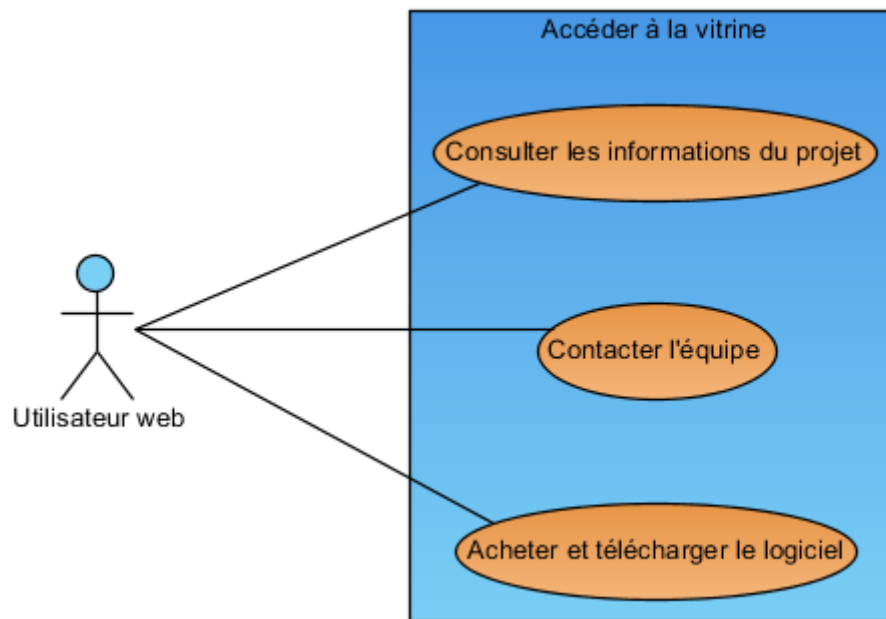 Accéder à la vitrine
Consulter les informations du projet
Contacter l'équipe
Utilisateur web
Acheter et télécharger le logiciel